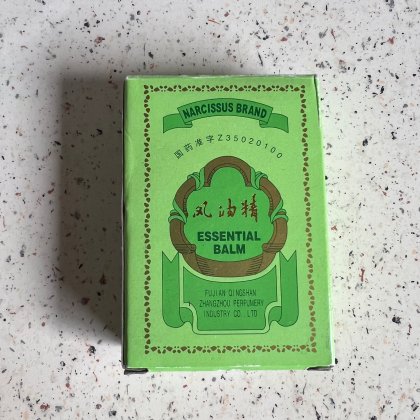 NARCISSUS BRAND
国药准字Z35020100
风油精
ESSENTIAL
BALM
FUJIAN QINGSHAN
ZHANGZHOU PERFUMERY
INDUSTRY CO., LTD